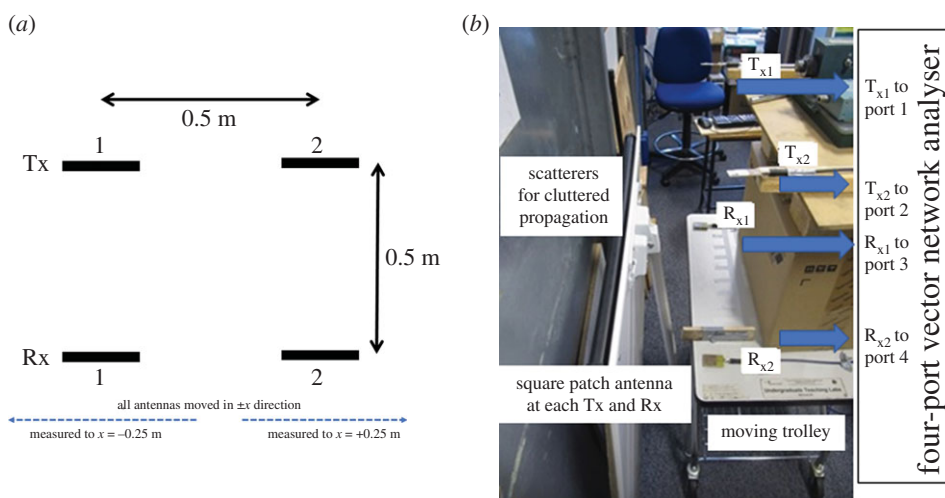 (a)
0.5 m
1
2
Tx
0.5 m
Rx
1
2
all antennas moved in ±x direction
measured to x = –0.25 m
measured to x = +0.25 m
(b)
Tx1
Tx1 to
port 1
Tx2
Tx2 to
port 2
scatterers
for cluttered
propagation
Rx1
Rx1 to
port 3
Rx2 to
port 4
Rx2
square patch antenna
at each Tx and Rx
Undergraduate Teaching Labs
moving trolley
four-port vector network analyser